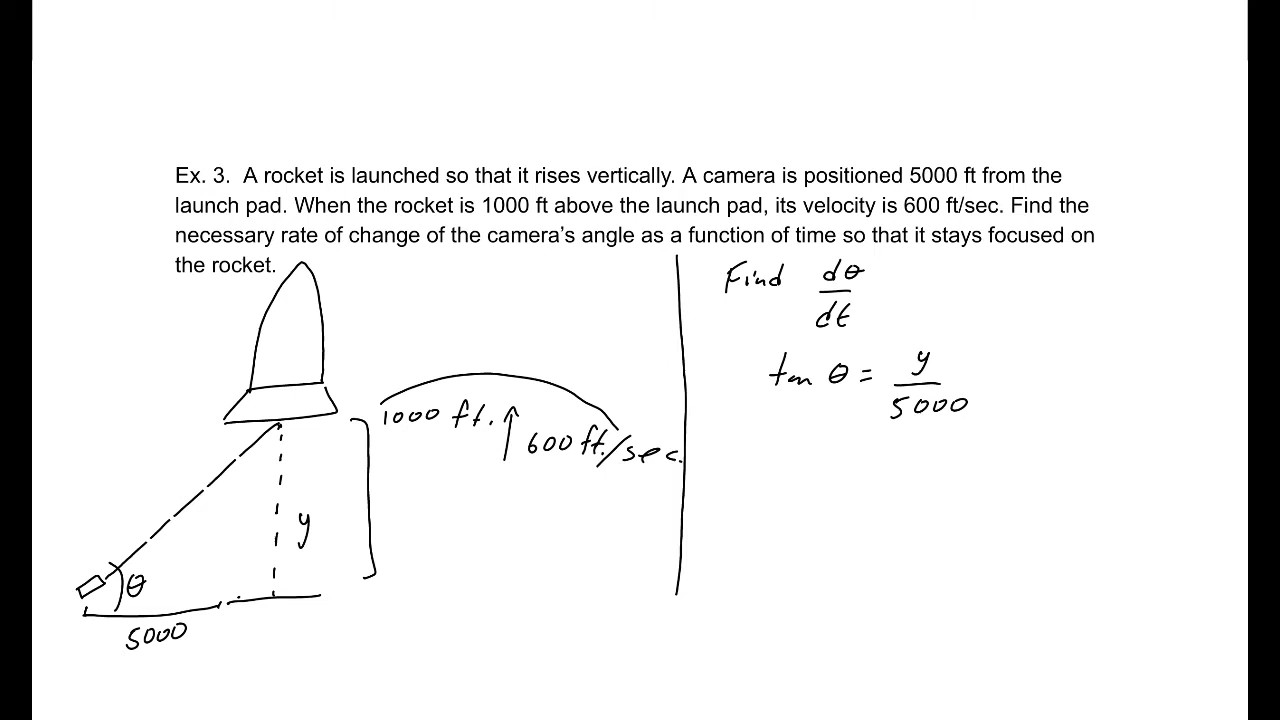 Ex. 3. A rocket is launched so that it rises vertically. A camera is positioned 5000 ft from the
launch pad. When the rocket is 1000 ft above the launch pad, its velocity is 600 ft/sec. Find the
necessary rate of change of the camera’s angle as a function of time so that it stays focused on
the rocket.
1000 ft.
600 ft./sec.
y
θ
5000
Find dθ/dt
tan θ = y/5000